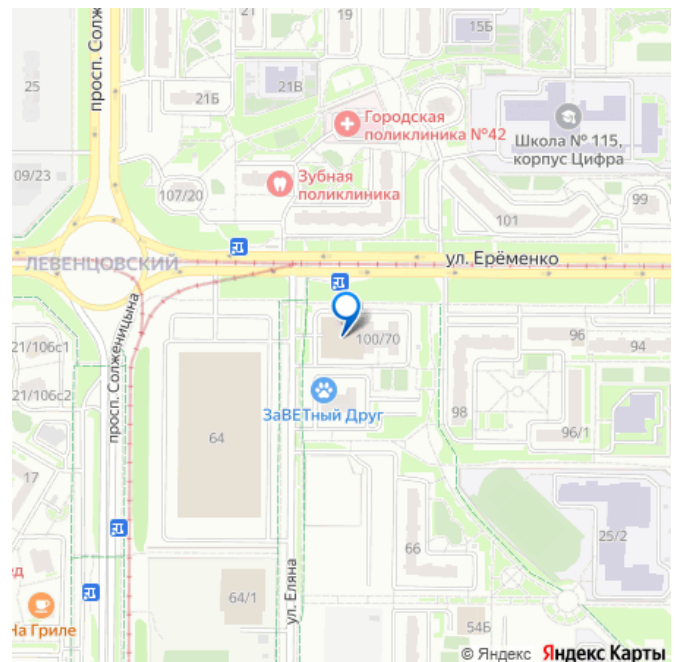 19
21
15Б
просп. Солж
25
21В
21Б
Городская
поликлиника №42
Школа № 115,
корпус Цифра
09/23
Зубная
поликлиника
107/20
99
101
ЛЕВЕНЦОВСКИЙ
ул. Ерёменко
просп. Солженицына
100/70
96
94
21/106с1
ЗаВЕТный Друг
21/106с2
98
64
96/1
17
25/2
66
ул. Еляна
64/1
На Гриле
54Б
© Яндекс Яндекс Карты